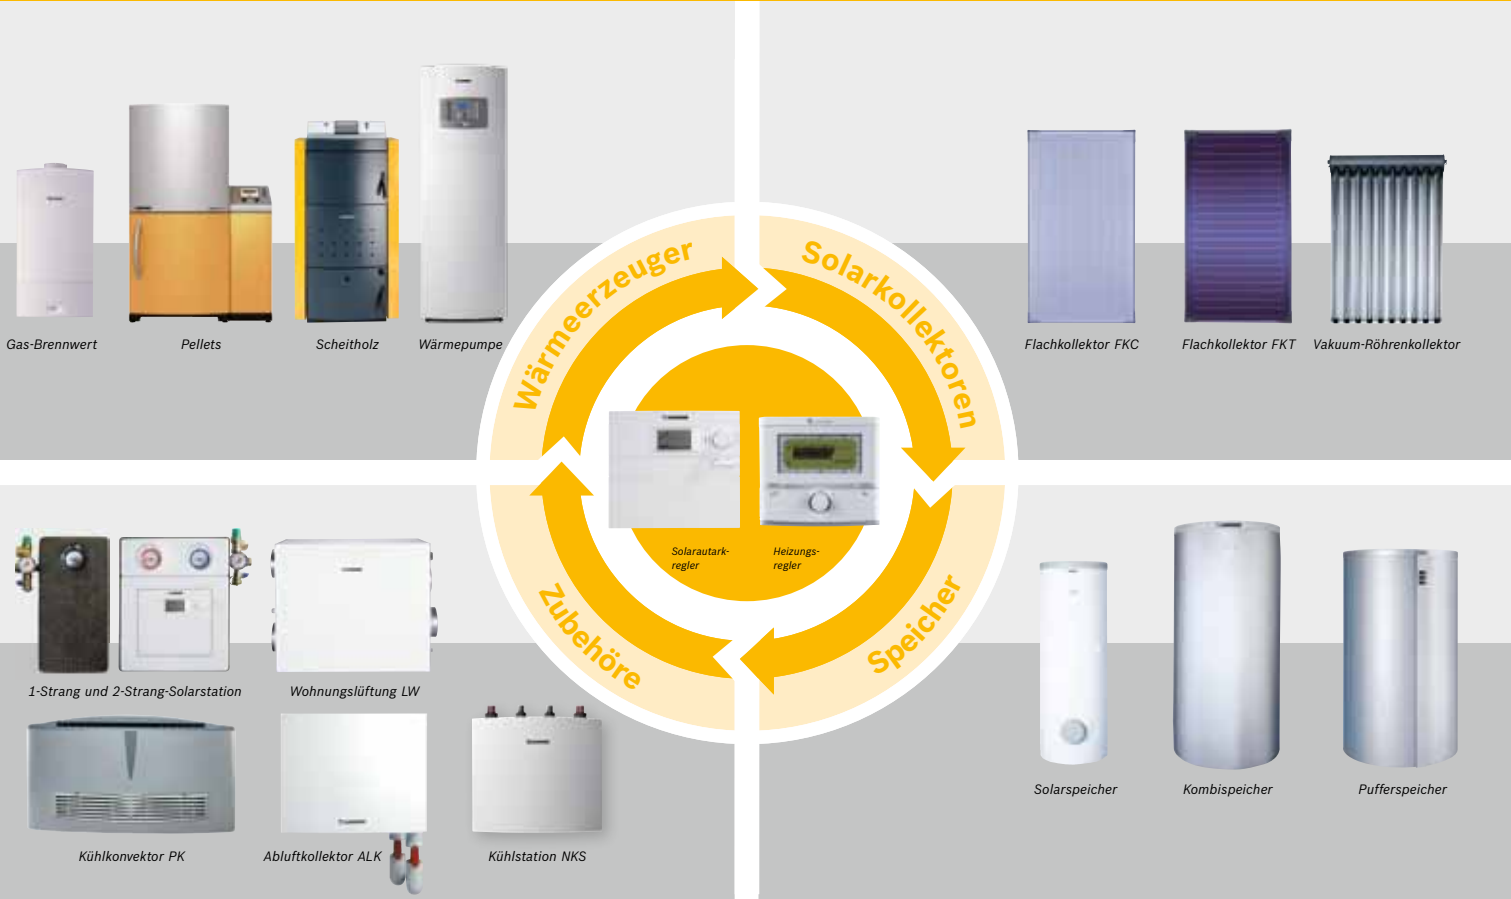 Wärmeerzeuger
Gas-Brennwert
Pellets
Scheitholz
Wärmepumpe
Solarkollektoren
Flachkollektor FKC
Flachkollektor FKT
Vakuum-Röhrenkollektor
Solarautark-
regler
Heizungs-
regler
Zubehöre
1-Strang und 2-Strang-Solarstation
Wohnungslüftung LW
Kühlkonvektor PK
Abluftkollektor ALK
Kühlstation NKS
Speicher
Solarspeicher
Kombispeicher
Pufferspeicher